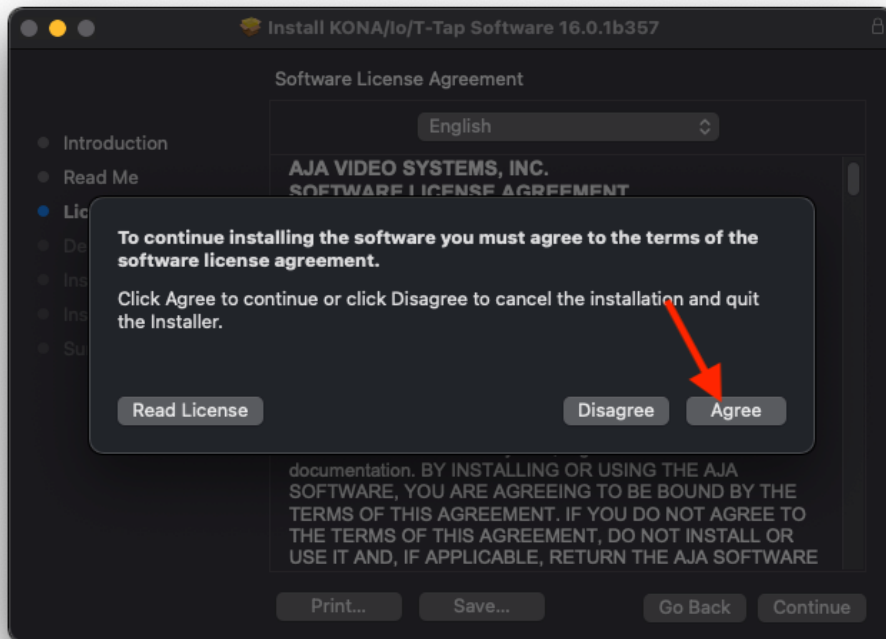 Install KONA/Io/T-Tap Software 16.0.1b357
Software License Agreement
English
Introduction
Read Me
Lic
De
Ins
Ins
Su
AJA VIDEO SYSTEMS, INC.
SOFTWARE LICENSE AGREEMENT
To continue installing the software you must agree to the terms of the
software license agreement.
Click Agree to continue or click Disagree to cancel the installation and quit
the Installer.
Read License
Disagree
Agree
documentation. BY INSTALLING OR USING THE AJA
SOFTWARE, YOU ARE AGREEING TO BE BOUND BY THE
TERMS OF THIS AGREEMENT. IF YOU DO NOT AGREE TO
THE TERMS OF THIS AGREEMENT, DO NOT INSTALL OR
USE IT AND, IF APPLICABLE, RETURN THE AJA SOFTWARE
Print...
Save...
Go Back
Continue